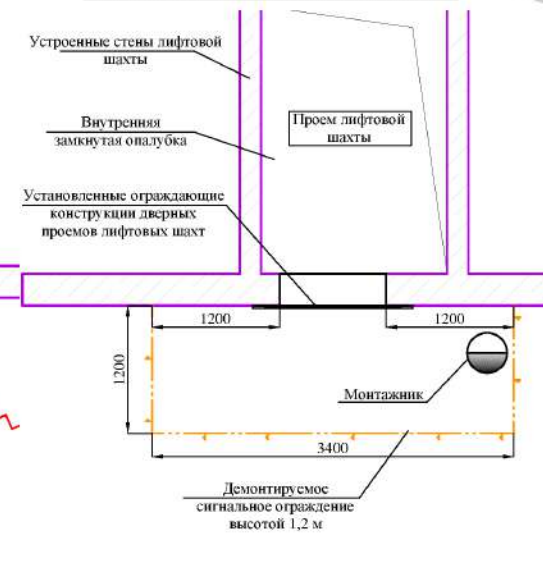 Устроенные стены лифтовой
шахты
Внутренняя
замкнутая опалубка
Проем лифтовой
шахты
Установленные ограждающие
конструкции дверных
проемов лифтовых шахт
1200
1200
1200
Монтажник
3400
Демонтируемое
сигнальное ограждение
высотой 1,2 м